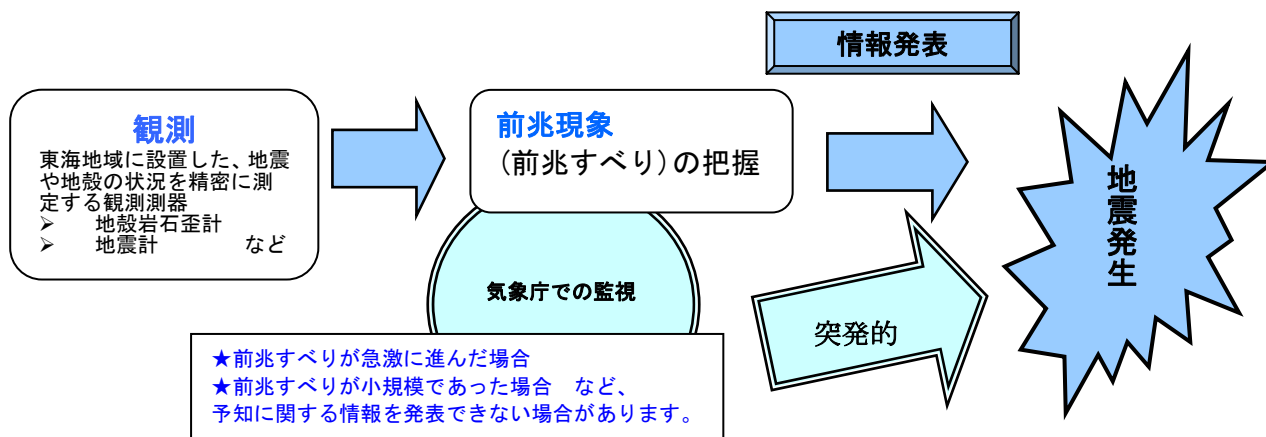 情報発表
観測
東海地域に設置した、地震
や地殻の状況を精密に測
定する観測測器
➢ 地殻岩石歪計
➢ 地震計 など
前兆現象
(前兆すべり)の把握
気象庁での監視
★前兆すべりが急激に進んだ場合
★前兆すべりが小規模であった場合 など、
予知に関する情報を発表できない場合があります。
突発的
地震発生